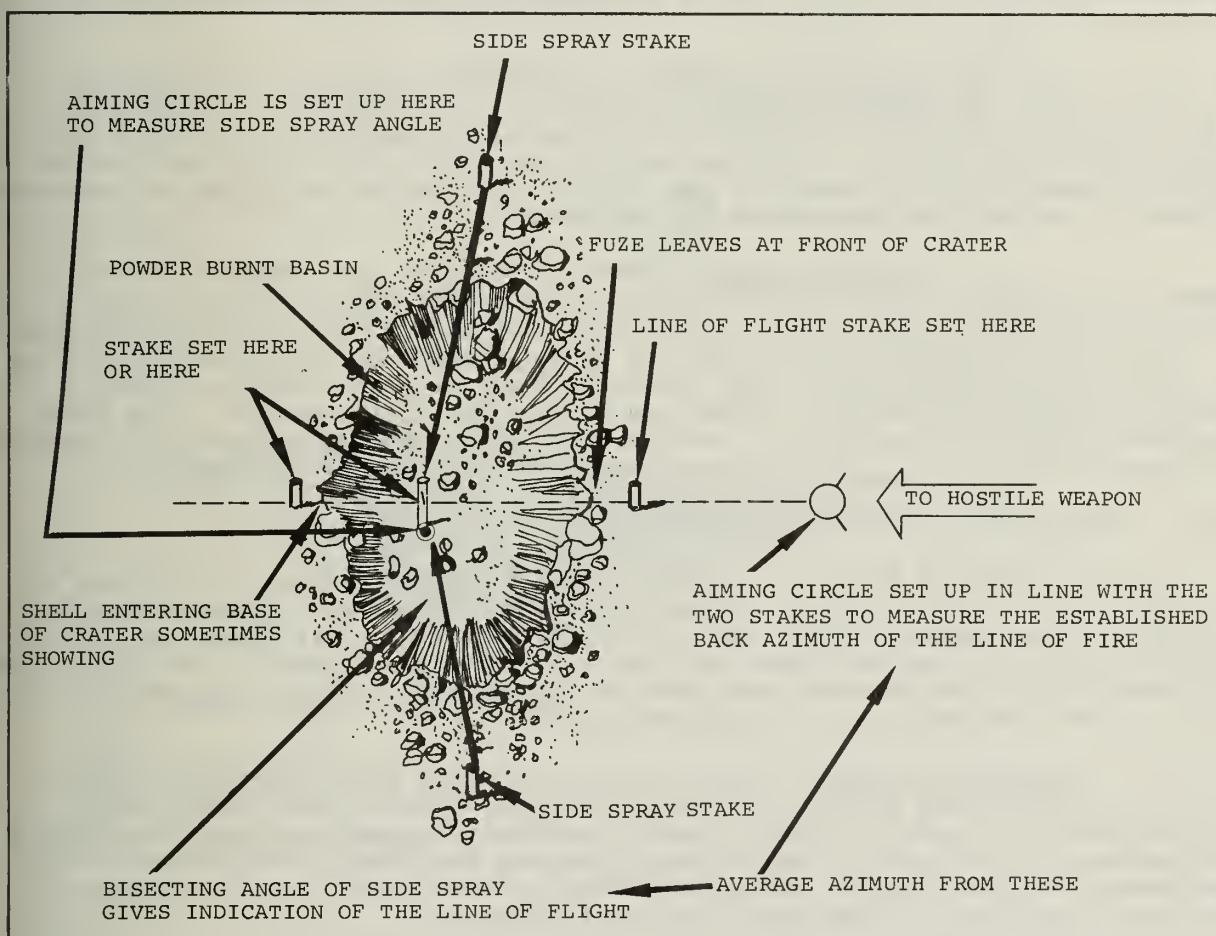 SIDE SPRAY STAKE
AIMING CIRCLE IS SET UP HERE
TO MEASURE SIDE SPRAY ANGLE
FUZE LEAVES AT FRONT OF CRATER
POWDER BURNT BASIN
LINE OF FLIGHT STAKE SET HERE
STAKE SET HERE
OR HERE
TO HOSTILE WEAPON
SHELL ENTERING BASE
OF CRATER SOMETIMES
SHOWING
AIMING CIRCLE SET UP IN LINE WITH THE
TWO STAKES TO MEASURE THE ESTABLISHED
BACK AZIMUTH OF THE LINE OF FIRE
SIDE SPRAY STAKE
BISECTING ANGLE OF SIDE SPRAY
GIVES INDICATION OF THE LINE OF FLIGHT
AVERAGE AZIMUTH FROM THESE